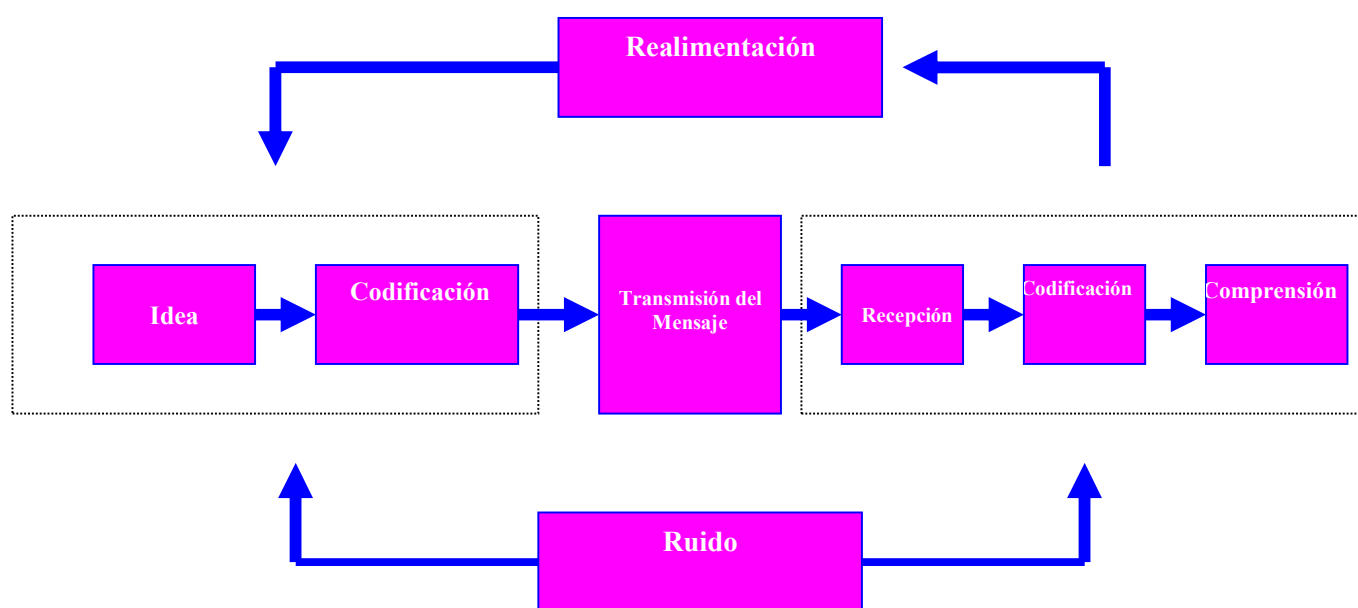 Realimentación
Idea
Codificación
Transmisión del
Mensaje
Recepción
Codificación
Comprensión
Ruido